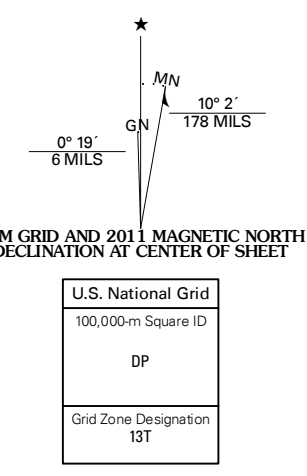 ★
MN
10° 2´
178 MILS
GN
0° 19´
6 MILS
M GRID AND 2011 MAGNETIC NORTH
DECLINATION AT CENTER OF SHEET
U.S. National Grid
100,000-m Square ID
DP
Grid Zone Designation
13T